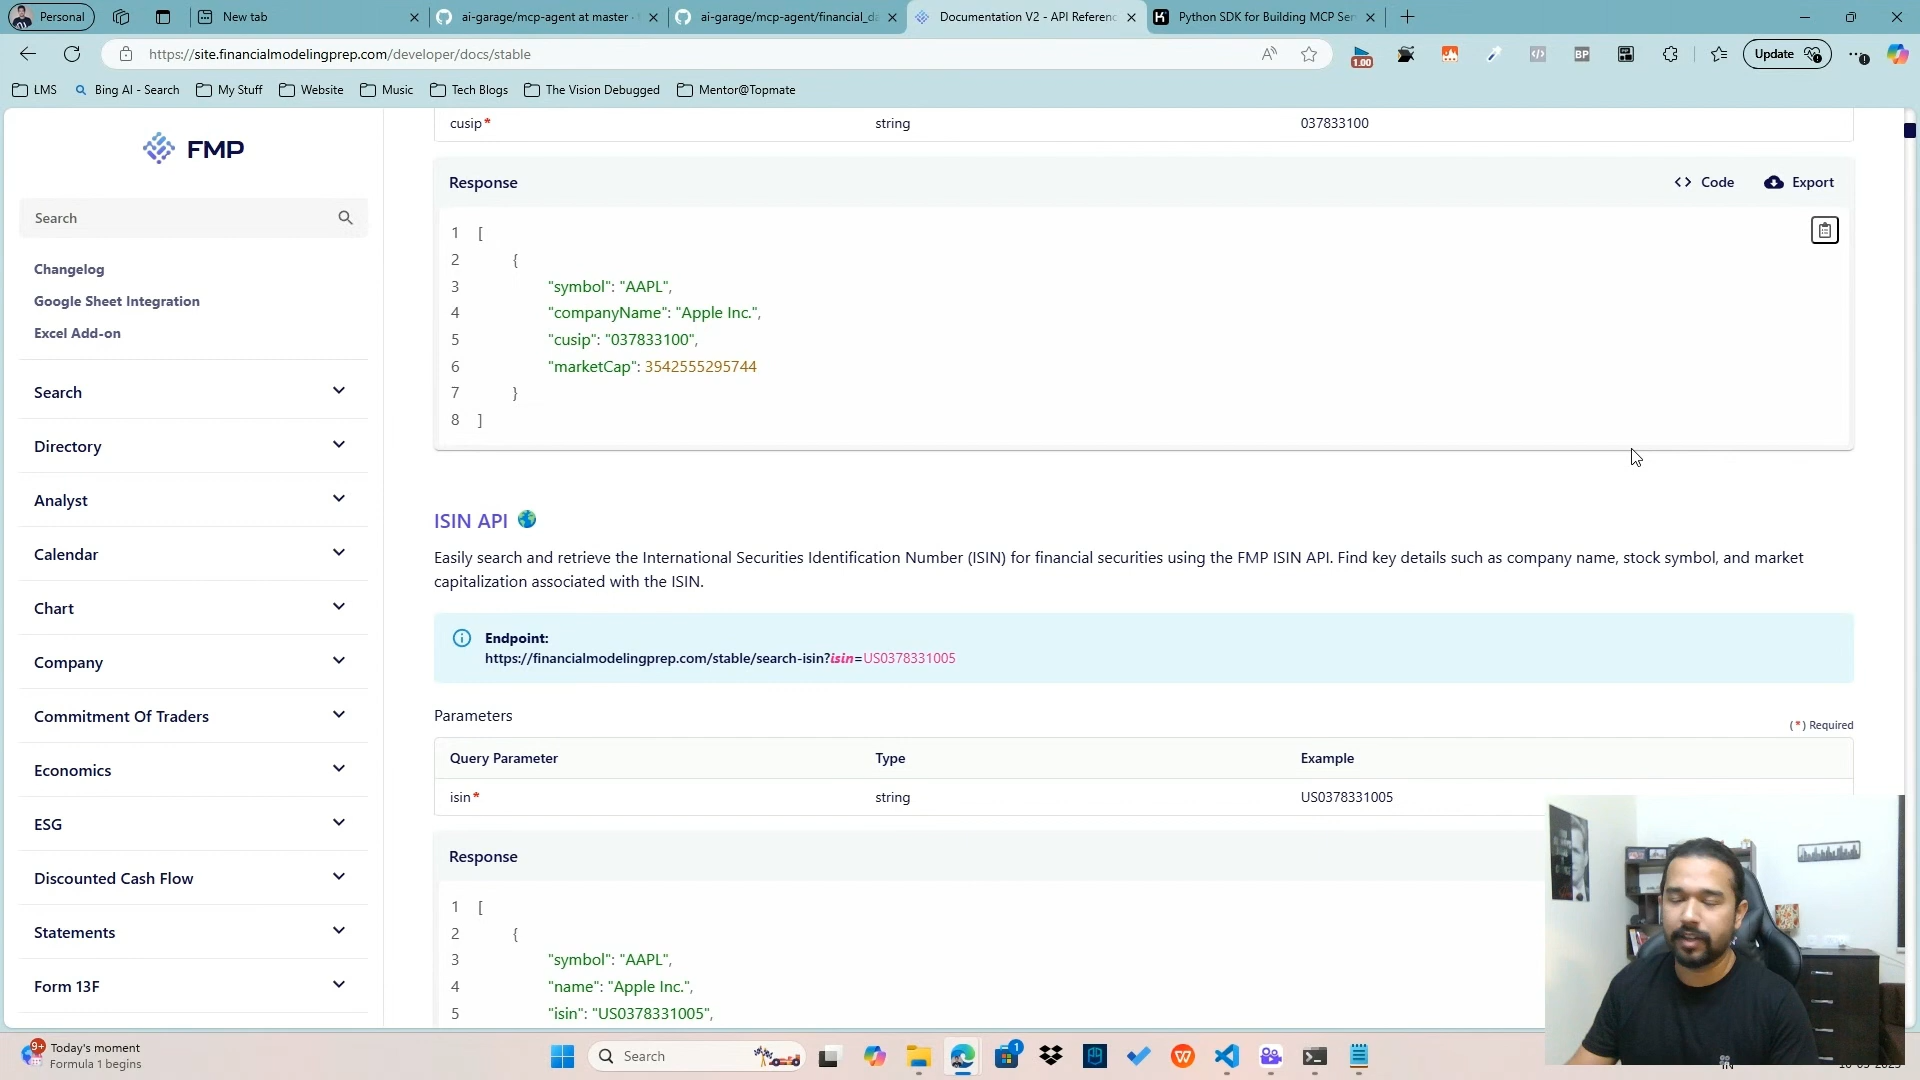 Personal
New tab
ai-garage/mcp-agent at master ·
ai-garage/mcp-agent/financial_da
Documentation V2 - API Referenc
Python SDK for Building MCP Ser
https://site.financialmodelingprep.com/developer/docs/stable
1.00
BP
Update
LMS
Bing AI - Search
My Stuff
Website
Music
Tech Blogs
The Vision Debugged
Mentor@Topmate
FMP
Search
Changelog
Google Sheet Integration
Excel Add-on
Search
Directory
Analyst
Calendar
Chart
Company
Commitment Of Traders
Economics
ESG
Discounted Cash Flow
Statements
Form 13F
cusip* string 037833100
Response
Code
Export
1 [
2 {
3 "symbol": "AAPL",
4 "companyName": "Apple Inc.",
5 "cusip": "037833100",
6 "marketCap": 3542555295744
7 }
8 ]
ISIN API
Easily search and retrieve the International Securities Identification Number (ISIN) for financial securities using the FMP ISIN API. Find key details such as company name, stock symbol, and market
capitalization associated with the ISIN.
Endpoint:
https://financialmodelingprep.com/stable/search-isin?isin=US0378331005
Parameters
(*) Required
Query Parameter Type Example
isin* string US0378331005
Response
1 [
2 {
3 "symbol": "AAPL",
4 "name": "Apple Inc.",
5 "isin": "US0378331005",
9+
Today's moment
Formula 1 begins
Search
1